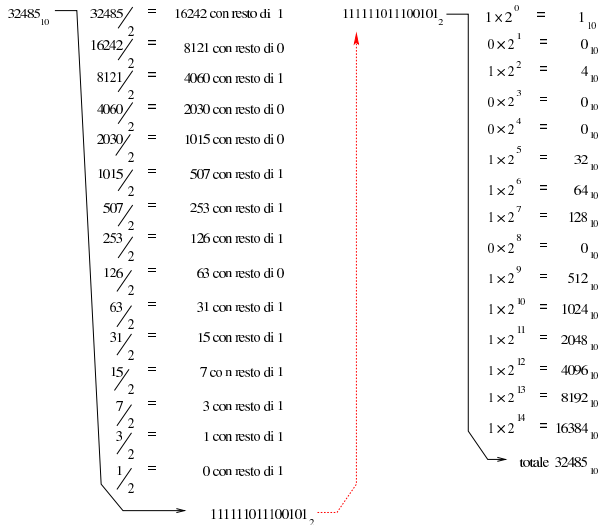 32485₁₀
32485/2 = 16242 con resto di 1
16242/2 = 8121 con resto di 0
8121/2 = 4060 con resto di 1
4060/2 = 2030 con resto di 0
2030/2 = 1015 con resto di 0
1015/2 = 507 con resto di 1
507/2 = 253 con resto di 1
253/2 = 126 con resto di 1
126/2 = 63 con resto di 0
63/2 = 31 con resto di 1
31/2 = 15 con resto di 1
15/2 = 7 con resto di 1
7/2 = 3 con resto di 1
3/2 = 1 con resto di 1
1/2 = 0 con resto di 1
111111011100101₂
111111011100101₂
1 × 2⁰ = 1₁₀
0 × 2¹ = 0₁₀
1 × 2² = 4₁₀
0 × 2³ = 0₁₀
0 × 2⁴ = 0₁₀
1 × 2⁵ = 32₁₀
1 × 2⁶ = 64₁₀
1 × 2⁷ = 128₁₀
0 × 2⁸ = 0₁₀
1 × 2⁹ = 512₁₀
1 × 2¹⁰ = 1024₁₀
1 × 2¹¹ = 2048₁₀
1 × 2¹² = 4096₁₀
1 × 2¹³ = 8192₁₀
1 × 2¹⁴ = 16384₁₀
totale 32485₁₀